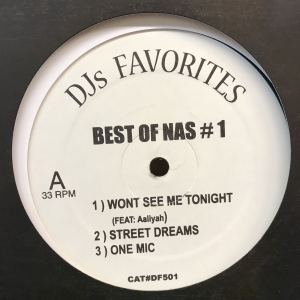 DJs FAVORITES
BEST OF NAS # 1
A
33 RPM
1 ) WONT SEE ME TONIGHT
(FEAT: Aaliyah)
2 ) STREET DREAMS
3 ) ONE MIC
CAT#DF501